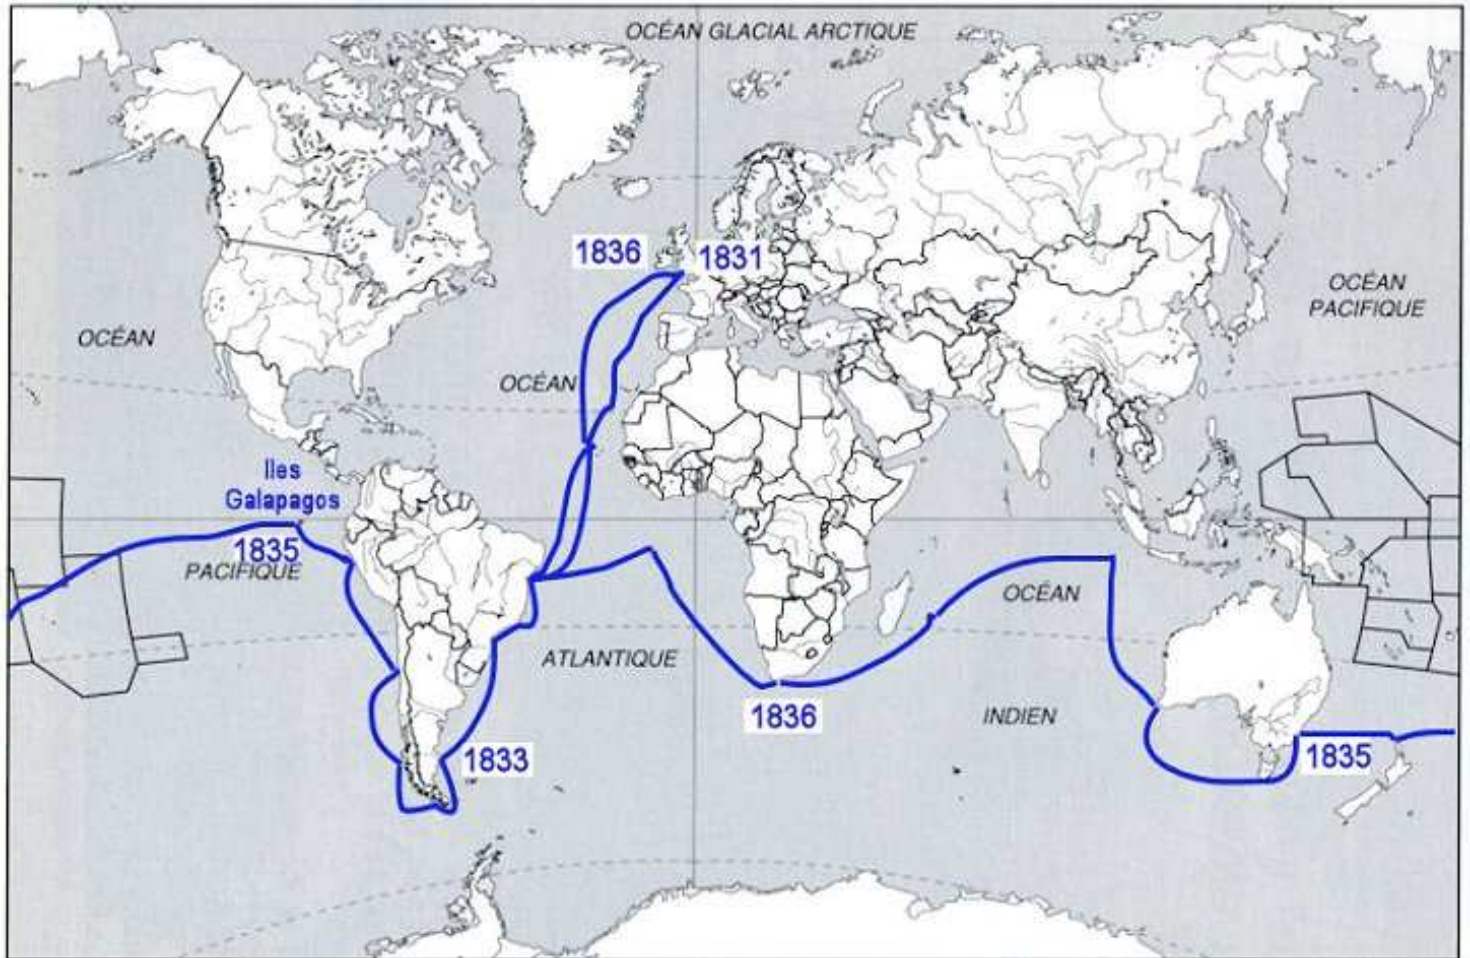 OCÉAN GLACIAL ARCTIQUE
1836
1831
OCÉAN
PACIFIQUE
OCÉAN
OCÉAN
Iles
Galapagos
1835
PACIFIQUE
OCÉAN
ATLANTIQUE
1836
INDIEN
1833
1835